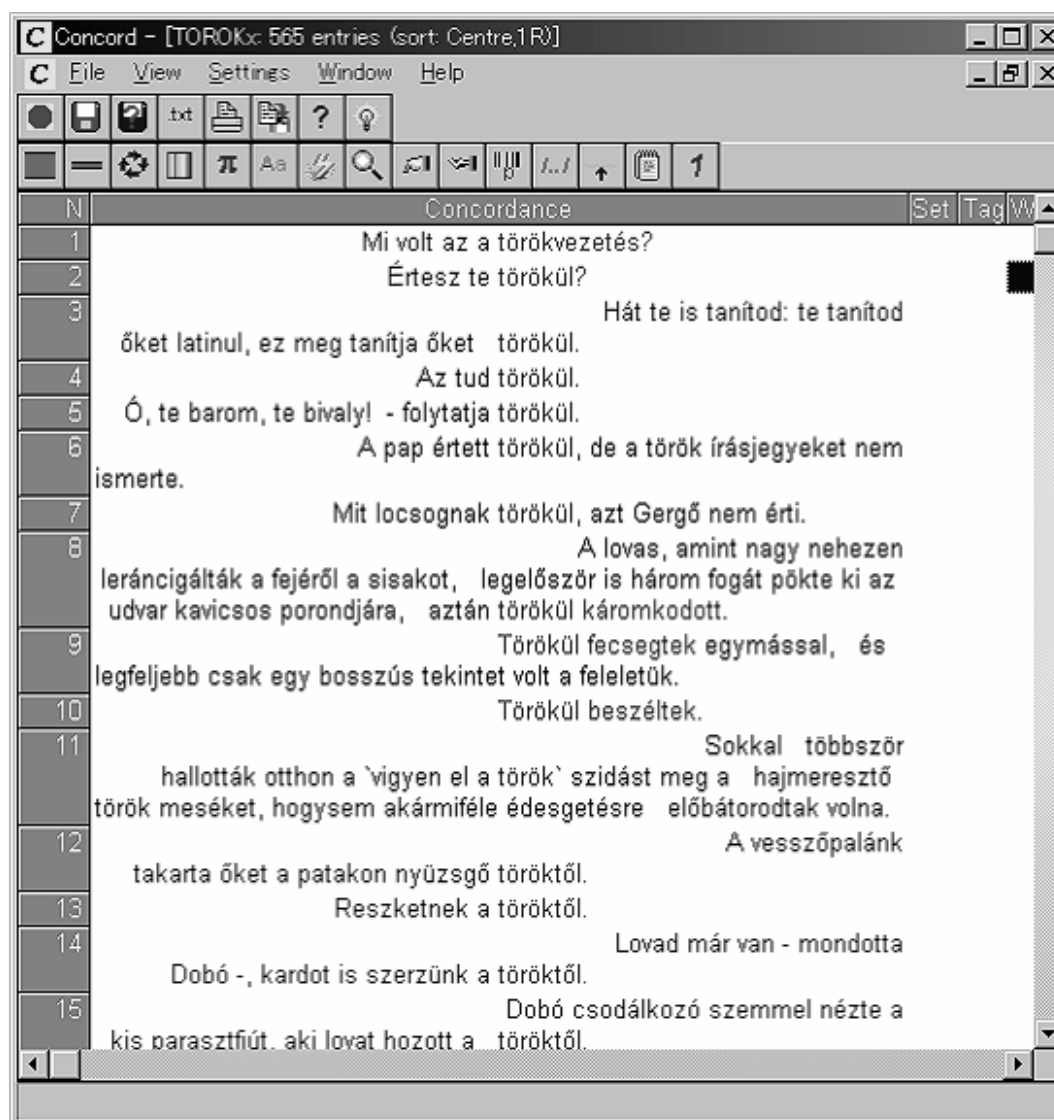 C Concord - [TOROKx: 565 entries (sort: Centre,1R)]
C File View Settings Window Help
.txt ?
π Aa /.../ 1
N Concordance Set Tag W
1 Mi volt az a törökvezetés?
2 Értesz te törökül?
3 Hát te is tanítod: te tanítod
őket latinul, ez meg tanítja őket törökül.
4 Az tud törökül.
5 Ó, te barom, te bivaly! - folytatja törökül.
6 A pap értett törökül, de a török írásjegyeket nem
ismerte.
7 Mit locsognak törökül, azt Gergő nem érti.
8 A lovas, amint nagy nehezen
leráncigálták a fejéről a sisakot, legelőször is három fogát pökte ki az
udvar kavicsos porondjára, aztán törökül káromkodott.
9 Törökül fecsegtek egymással, és
legfeljebb csak egy bosszús tekintet volt a feleletük.
10 Törökül beszéltek.
11 Sokkal többször
hallották otthon a `vigyen el a török` szidást meg a hajmeresztő
török meséket, hogysem akármiféle édesgetésre előbátorodtak volna.
12 A vesszőpalánk
takarta őket a patakon nyüzsgő töröktől.
13 Reszketnek a töröktől.
14 Lovad már van - mondotta
Dobó -, kardot is szerzünk a töröktől.
15 Dobó csodálkozó szemmel nézte a
kis parasztfiút, aki lovat hozott a töröktől.